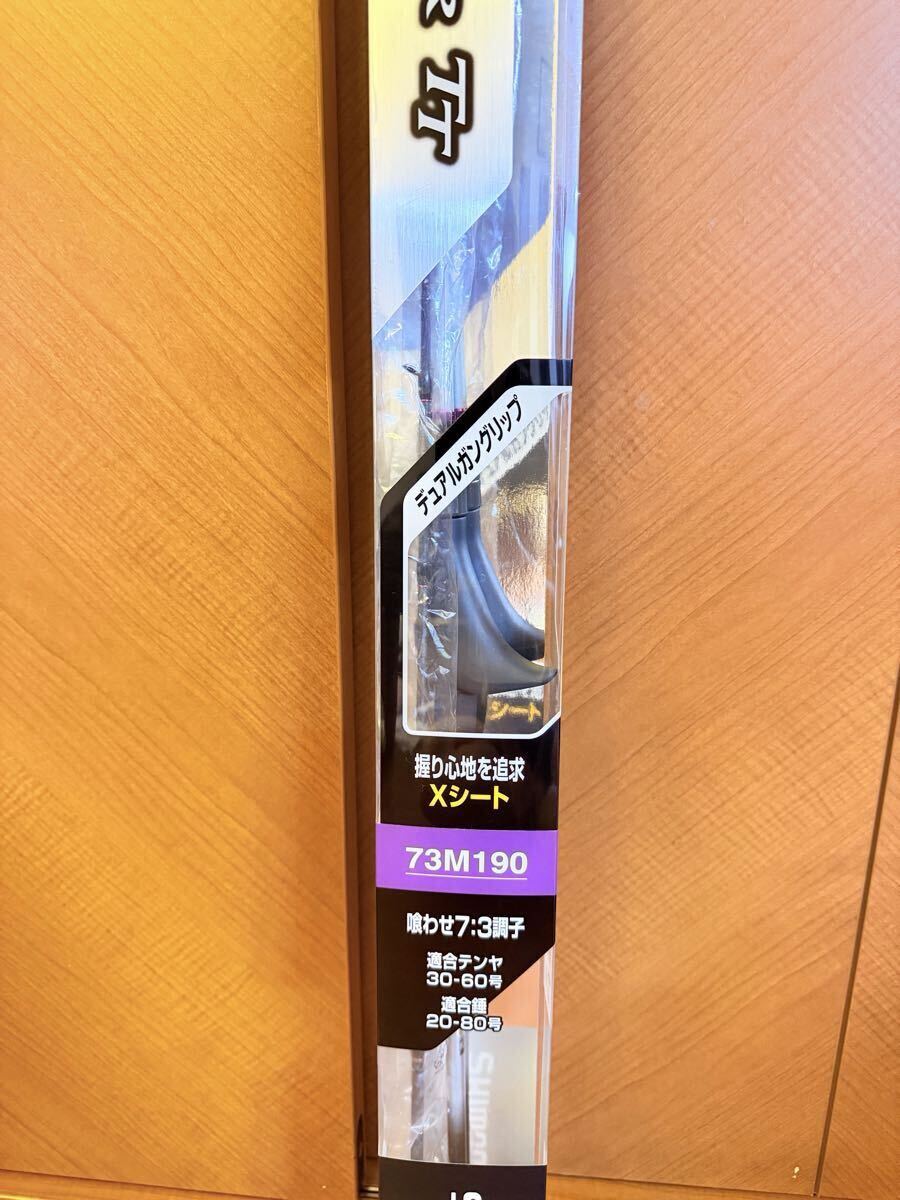 R TT
デュアルガングリップ
シート
握り心地を追求
Xシート
73M190
喰わせ7:3調子
適合テンヤ
30-60号
適合錘
20-80号